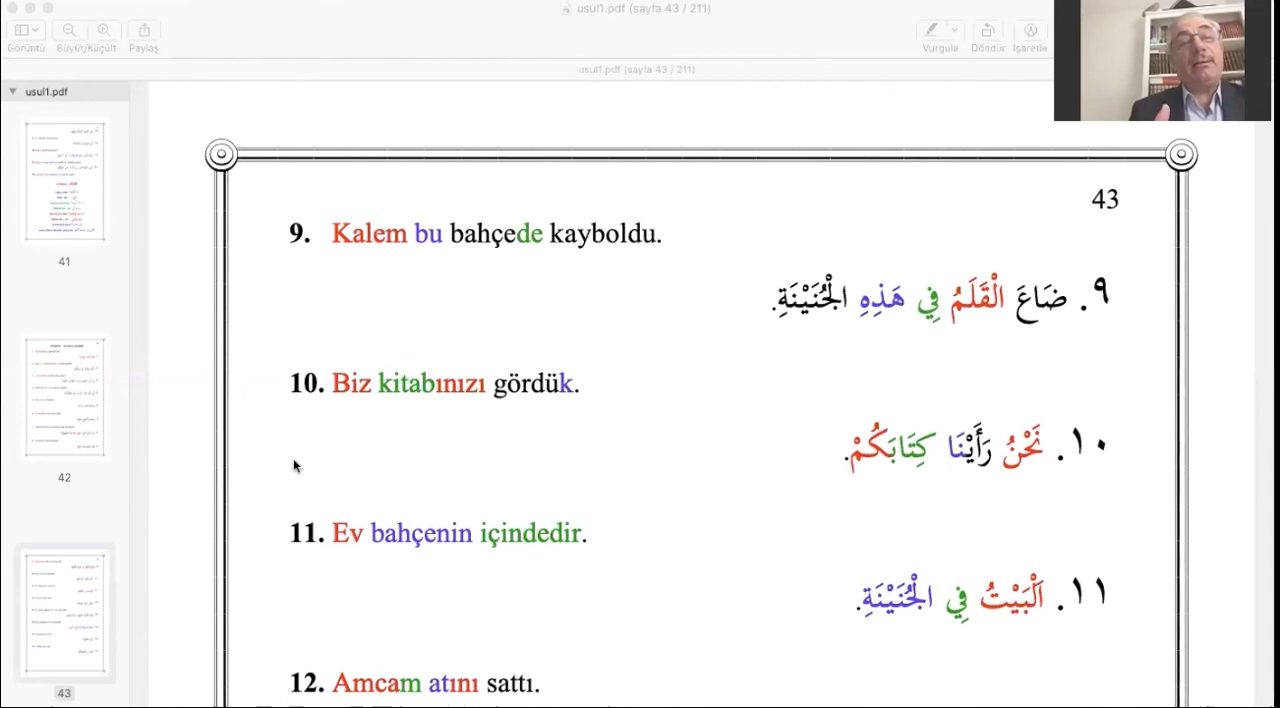 usul1.pdf (sayfa 43 / 211)
Görüntü Büyüt/Küçült Paylaş Vurgula Döndür İşaretle
usul1.pdf (sayfa 43 / 211)
usul1.pdf
41
42
43
43
9. Kalem bu bahçede kayboldu.
٩. ضَاعَ الْقَلَمُ فِي هَذِهِ الْجُنَيْنَةِ.
10. Biz kitabınızı gördük.
١٠. نَحْنُ رَأَيْنَا كِتَابَكُمْ.
11. Ev bahçenin içindedir.
١١. اَلْبَيْتُ فِي الْجُنَيْنَةِ.
12. Amcam atını sattı.